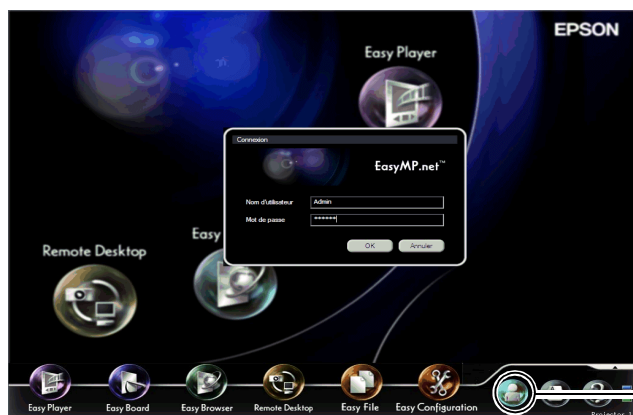 EPSON
Easy Player
Connexion
EasyMP.net™
Nom d'utilisateur Admin
Mot de passe ******
OK Annuler
Easy
Remote Desktop
Easy Player Easy Board Easy Browser Remote Desktop Easy File Easy Configuration
?
Projector